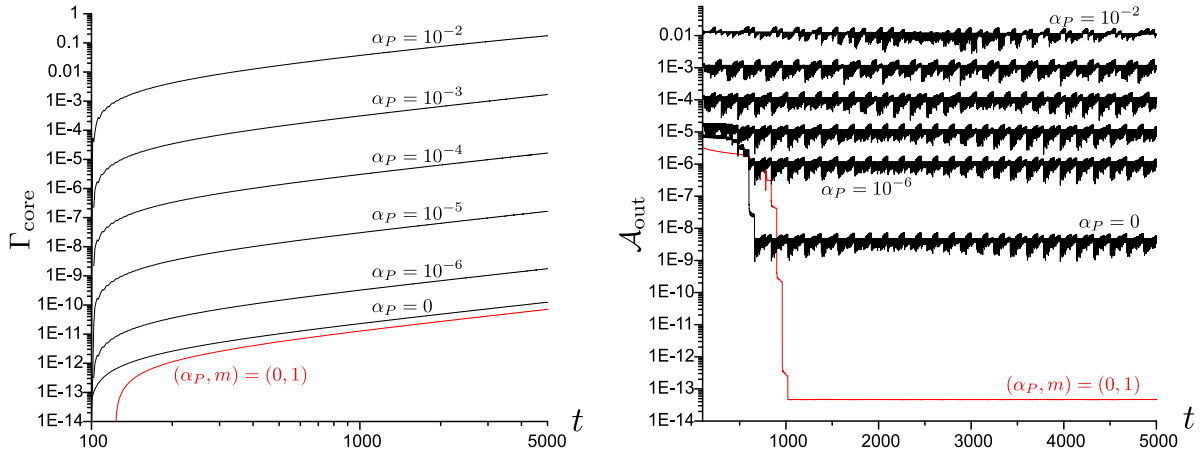 Γcore
1
0.1
0.01
1E-3
1E-4
1E-5
1E-6
1E-7
1E-8
1E-9
1E-10
1E-11
1E-12
1E-13
1E-14
αP = 10⁻²
αP = 10⁻³
αP = 10⁻⁴
αP = 10⁻⁵
αP = 10⁻⁶
αP = 0
(αP, m) = (0, 1)
100
1000
5000
t
𝒜out
0.01
1E-3
1E-4
1E-5
1E-6
1E-7
1E-8
1E-9
1E-10
1E-11
1E-12
1E-13
1E-14
αP = 10⁻²
αP = 10⁻⁶
αP = 0
(αP, m) = (0, 1)
1000
2000
3000
4000
5000
t